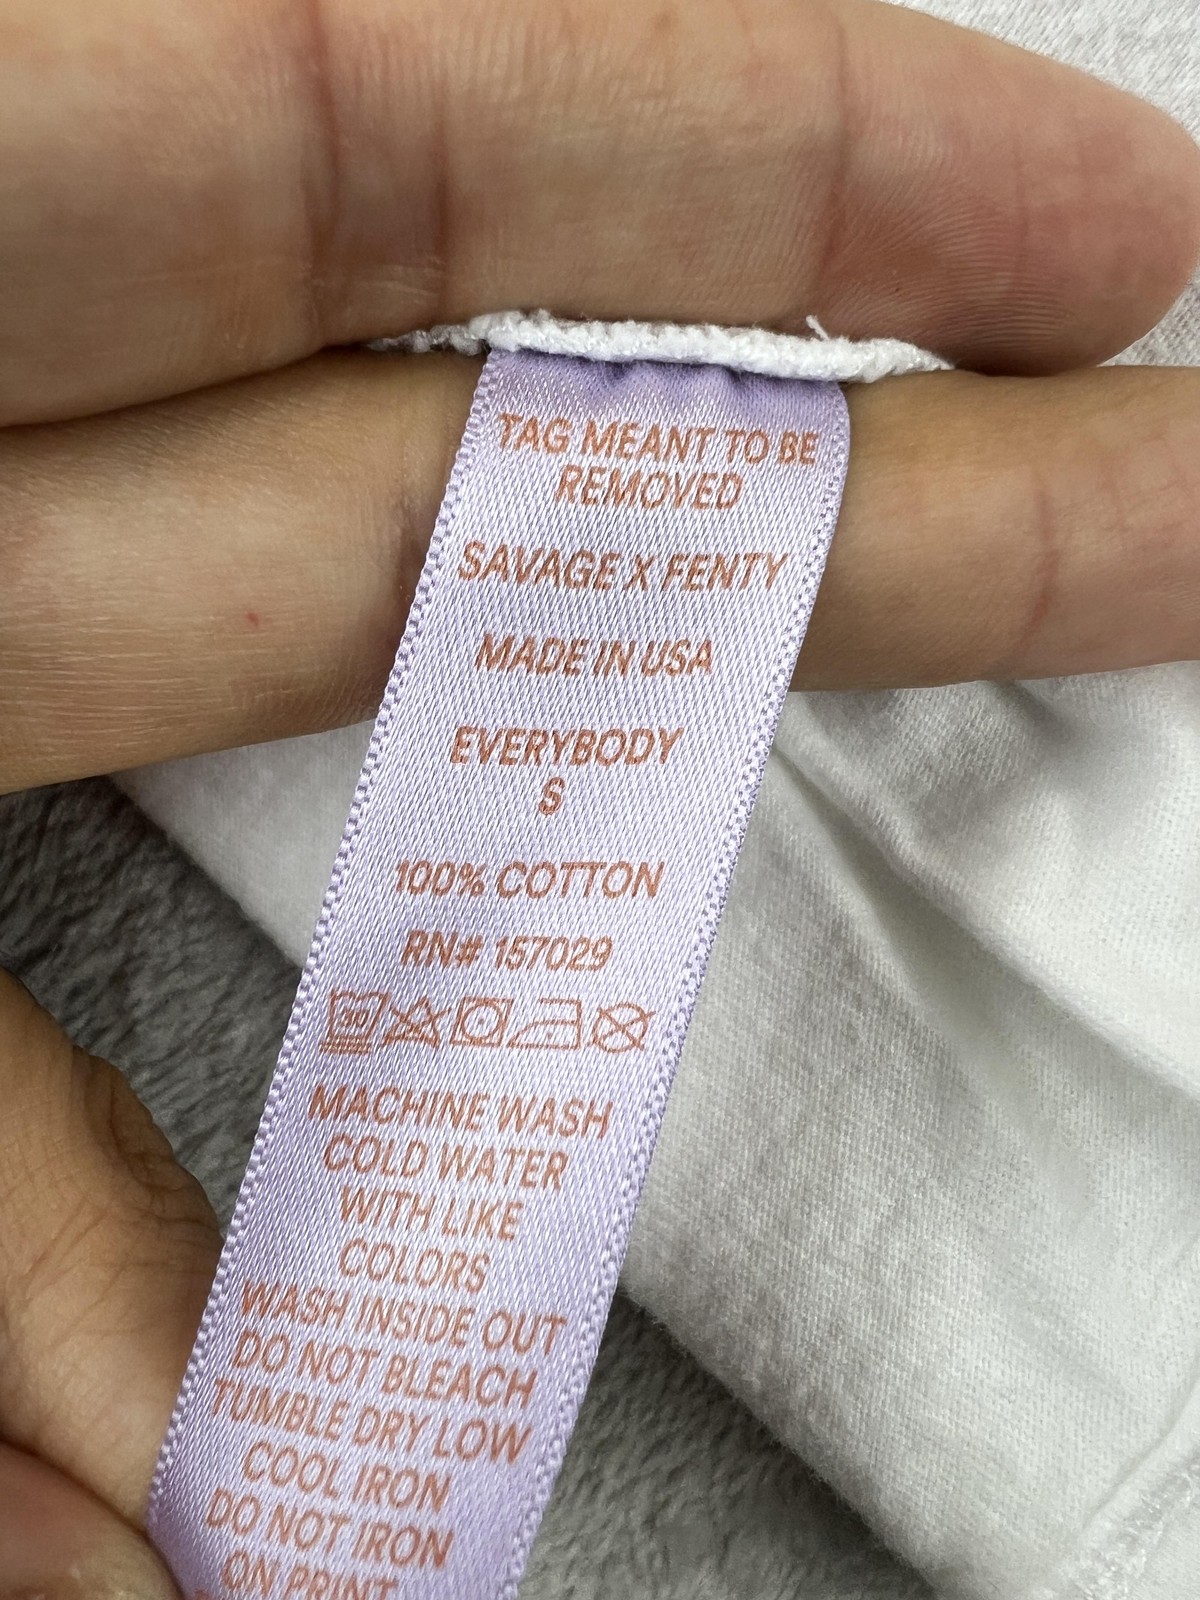 TAG MEANT TO BE
REMOVED
SAVAGE X FENTY
MADE IN USA
EVERYBODY
S
100% COTTON
RN# 157029
30
MACHINE WASH
COLD WATER
WITH LIKE
COLORS
WASH INSIDE OUT
DO NOT BLEACH
TUMBLE DRY LOW
COOL IRON
DO NOT IRON
ON PRINT